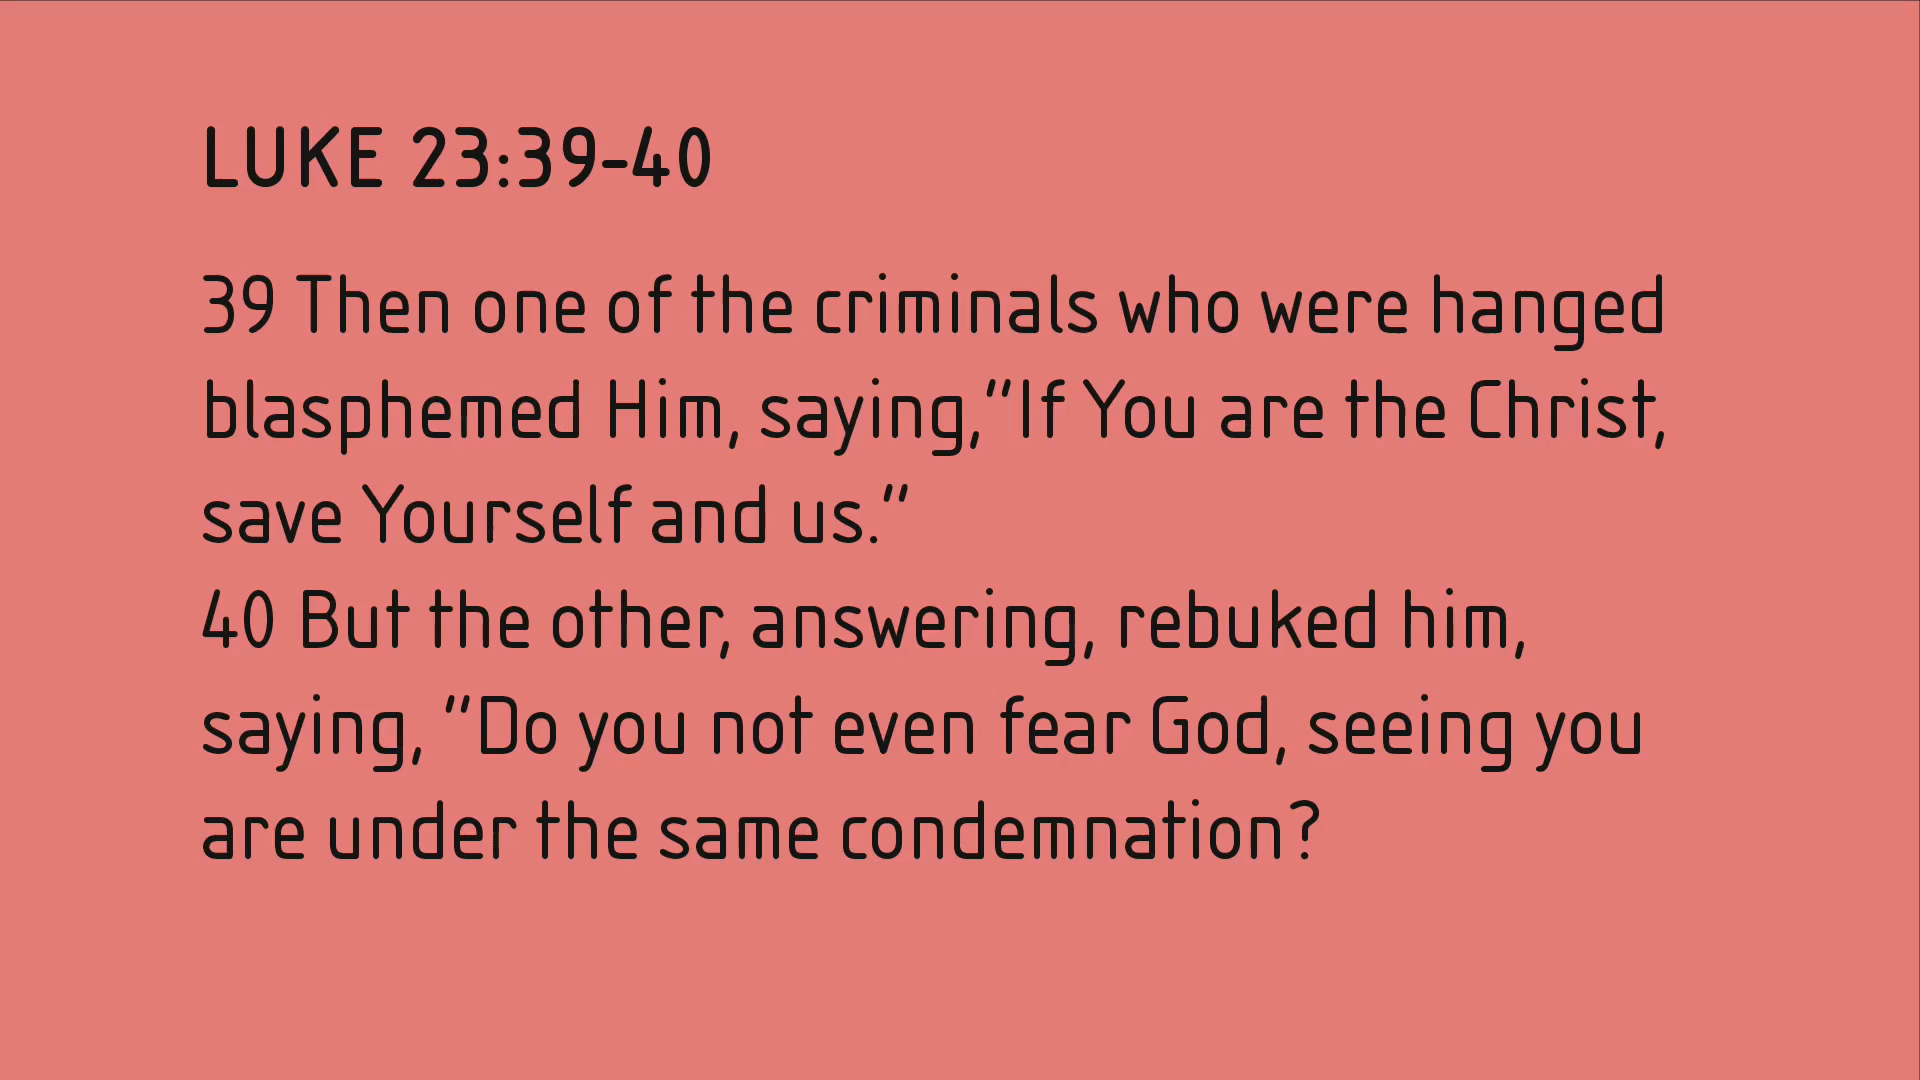 LUKE 23:39-40
39 Then one of the criminals who were hanged
blasphemed Him, saying,"If You are the Christ,
save Yourself and us."
40 But the other, answering, rebuked him,
saying, "Do you not even fear God, seeing you
are under the same condemnation?